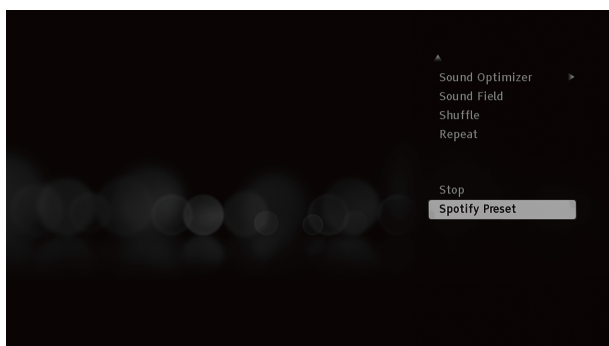 Sound Optimizer
Sound Field
Shuffle
Repeat
Stop
Spotify Preset